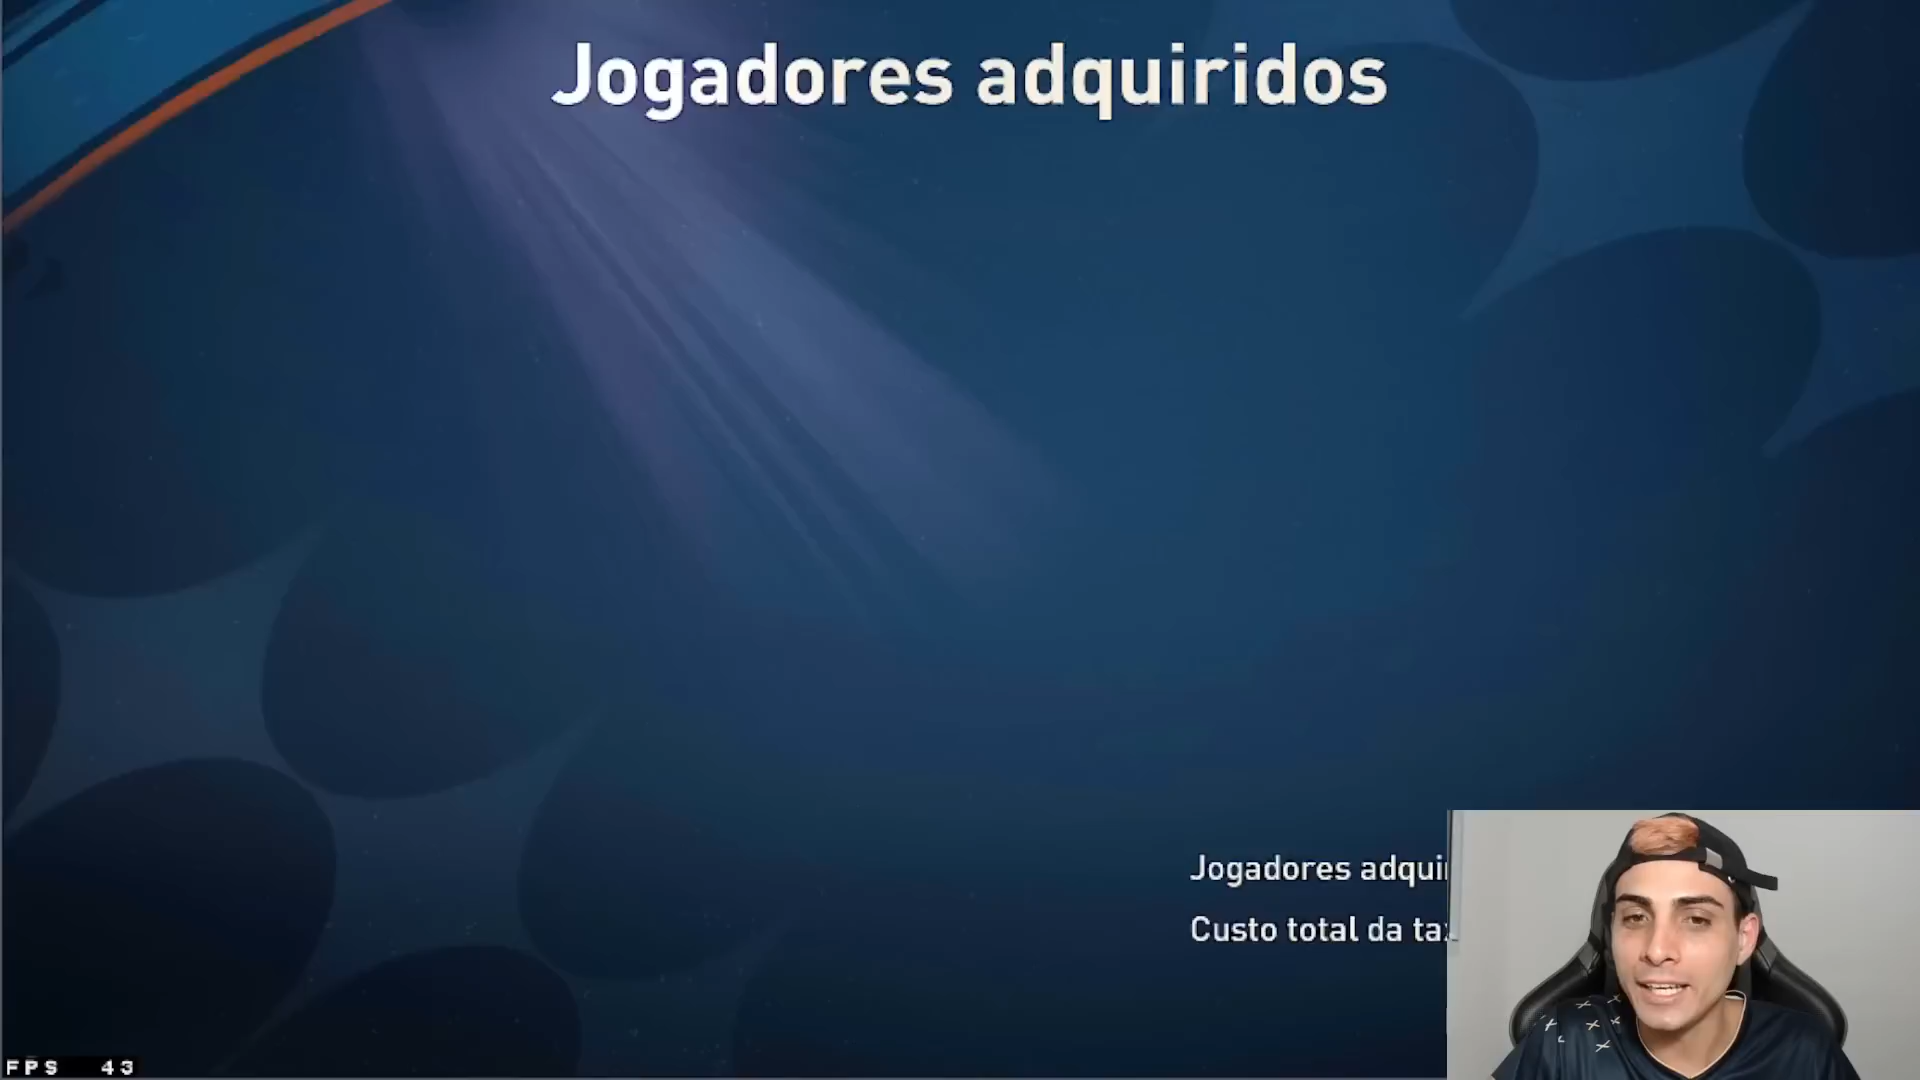 Jogadores adquiridos
Jogadores adqui
Custo total da ta
FPS 43